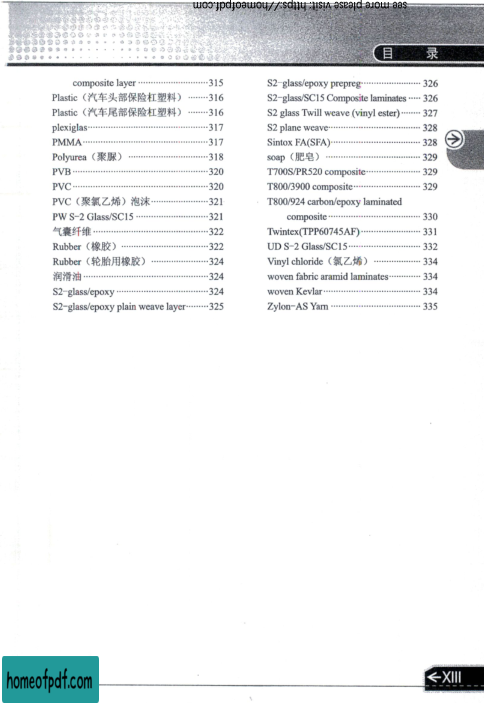 see more please visit: https://homeofpdf.com
目 录
composite layer ································315
Plastic（汽车头部保险杠塑料） ·········316
Plastic（汽车尾部保险杠塑料） ·········316
plexiglas·······················································317
PMMA·························································317
Polyurea（聚脲） ·····································318
PVB ······························································320
PVC ······························································320
PVC（聚氯乙烯）泡沫··························321
PW S-2 Glass/SC15 ·································321
气囊纤维 ····················································322
Rubber（橡胶） ········································322
Rubber（轮胎用橡胶） ··························324
润滑油 ·························································324
S2-glass/epoxy ··········································324
S2-glass/epoxy plain weave layer·········325
S2-glass/epoxy prepreg··························· 326
S2-glass/SC15 Composite laminates ····· 326
S2 glass Twill weave (vinyl ester)········ 327
S2 plane weave·········································· 328
Sintox FA(SFA)········································· 328
soap（肥皂） ············································ 329
T700S/PR520 composite························· 329
T800/3900 composite······························· 329
T800/924 carbon/epoxy laminated
composite ·········································· 330
Twintex(TPP60745AF)···························· 331
UD S-2 Glass/SC15·································· 332
Vinyl chloride（氯乙烯） ····················· 334
woven fabric aramid laminates·············· 334
woven Kevlar············································· 334
Zylon-AS Yarn ········································· 335
homeofpdf.com
XIII